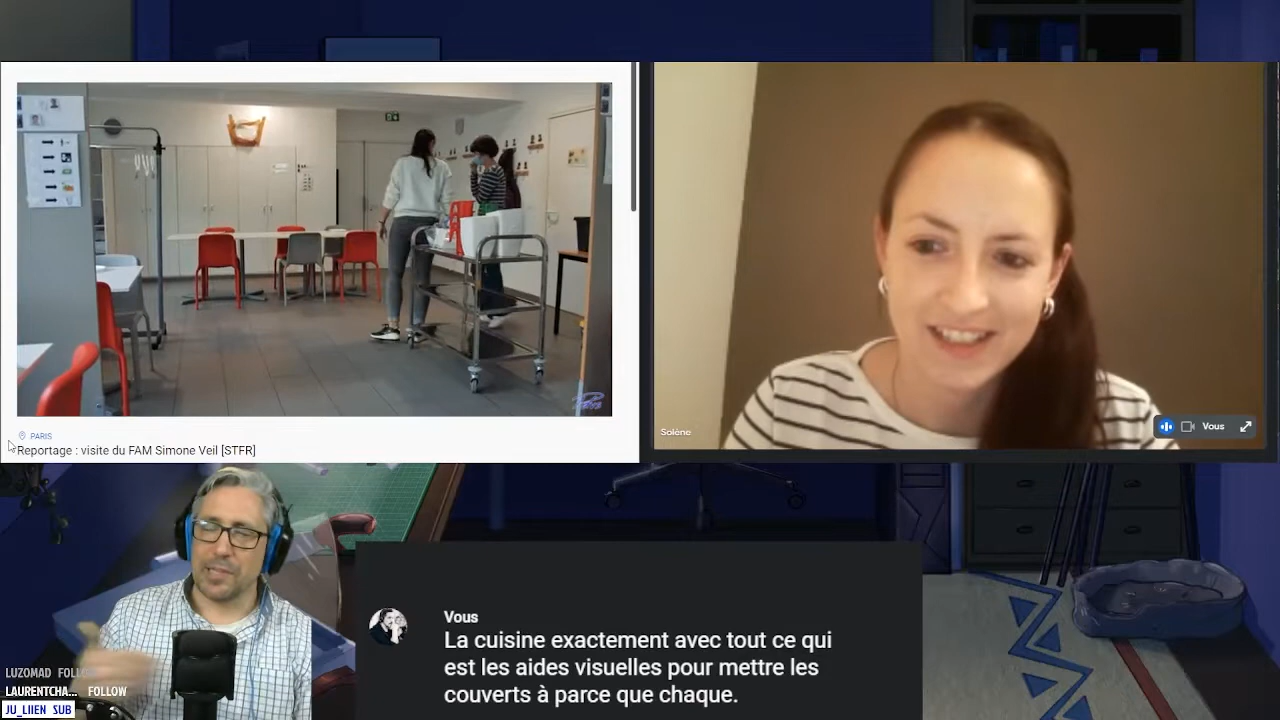 PARIS
Reportage : visite du FAM Simone Veil [STFR]
Solène
Vous
Vous
La cuisine exactement avec tout ce qui
est les aides visuelles pour mettre les
couverts à parce que chaque.
LUZOMAD FOLLOW
LAURENTCHA... FOLLOW
JU_LIIEN SUB